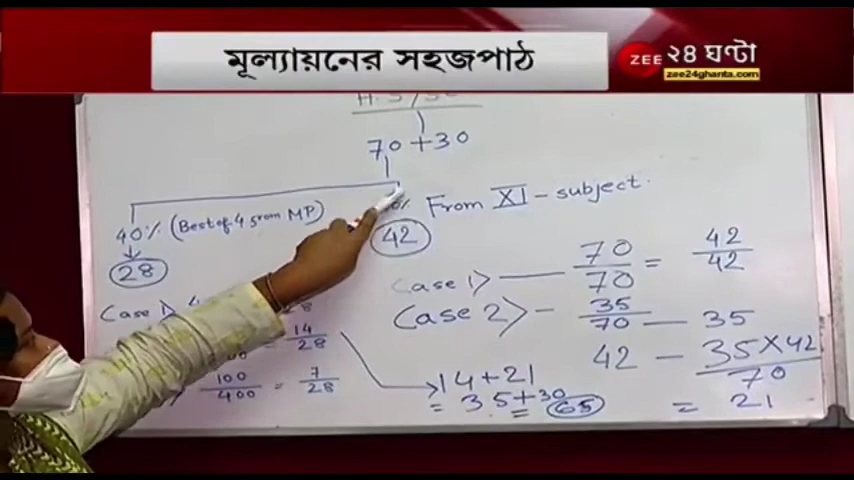 মূল্যায়নের সহজপাঠ
ZEE ২৪ ঘণ্টা
zee24ghanta.com
70 + 30
40% (Best of 4 from MP)
28
From XI - subject.
42
Case 1) — 70/70 = 42/42
Case 2) - 35/70 — 35
42 — 35 X 42 / 70
= 21
Case 1)
14/28
100/400 = 7/28
14 + 21
= 35 + 30
65